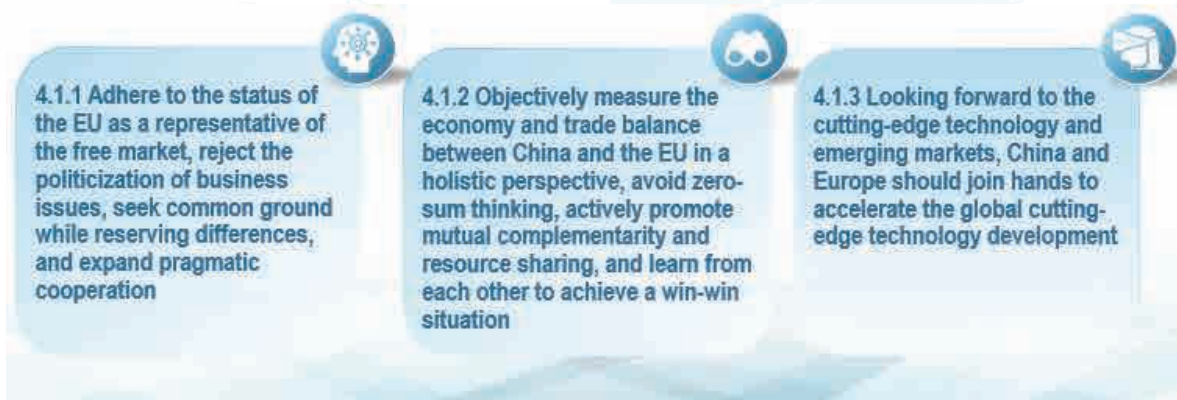 4.1.1 Adhere to the status of
the EU as a representative of
the free market, reject the
politicization of business
issues, seek common ground
while reserving differences,
and expand pragmatic
cooperation
4.1.2 Objectively measure the
economy and trade balance
between China and the EU in a
holistic perspective, avoid zero-
sum thinking, actively promote
mutual complementarity and
resource sharing, and learn from
each other to achieve a win-win
situation
4.1.3 Looking forward to the
cutting-edge technology and
emerging markets, China and
Europe should join hands to
accelerate the global cutting-
edge technology development